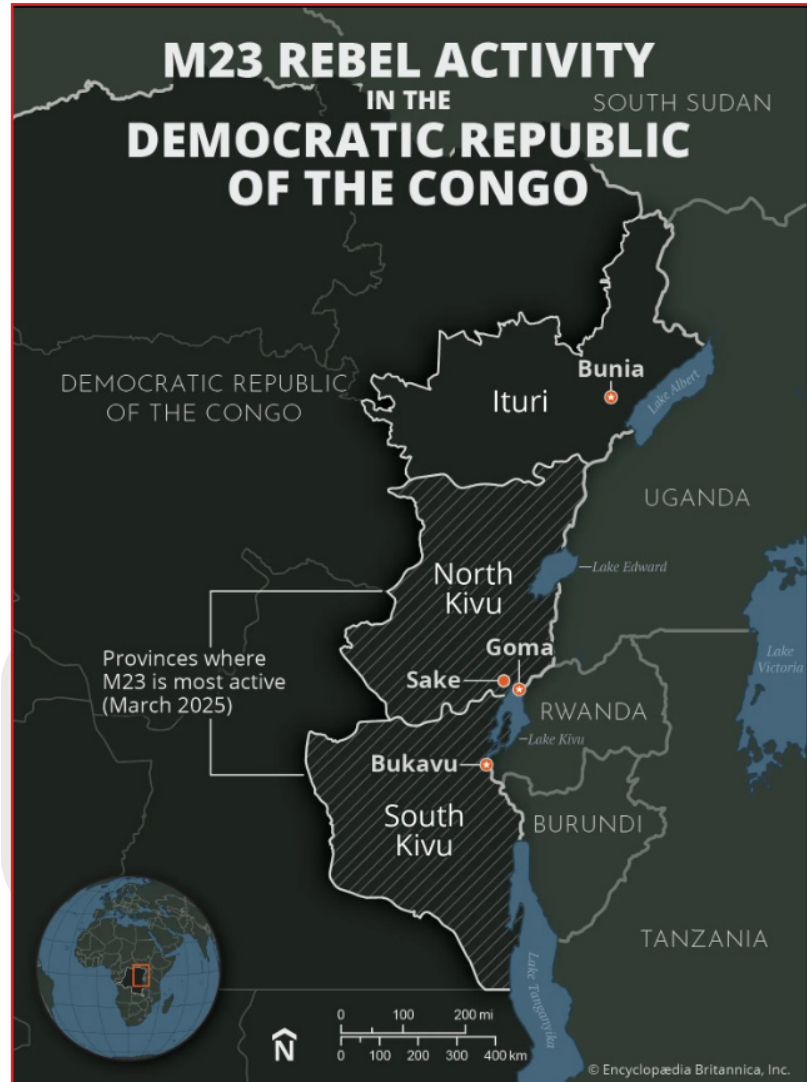 M23 REBEL ACTIVITY
IN THE
DEMOCRATIC REPUBLIC
OF THE CONGO
SOUTH SUDAN
Bunia
Lake Albert
Ituri
DEMOCRATIC REPUBLIC
OF THE CONGO
UGANDA
North
Kivu
Lake Edward
Goma
Lake
Victoria
Provinces where
M23 is most active
(March 2025)
Sake
RWANDA
Lake Kivu
Bukavu
South
Kivu
BURUNDI
TANZANIA
Lake Tanganyika
N
0 100 200 mi
0 100 200 300 400 km
© Encyclopædia Britannica, Inc.